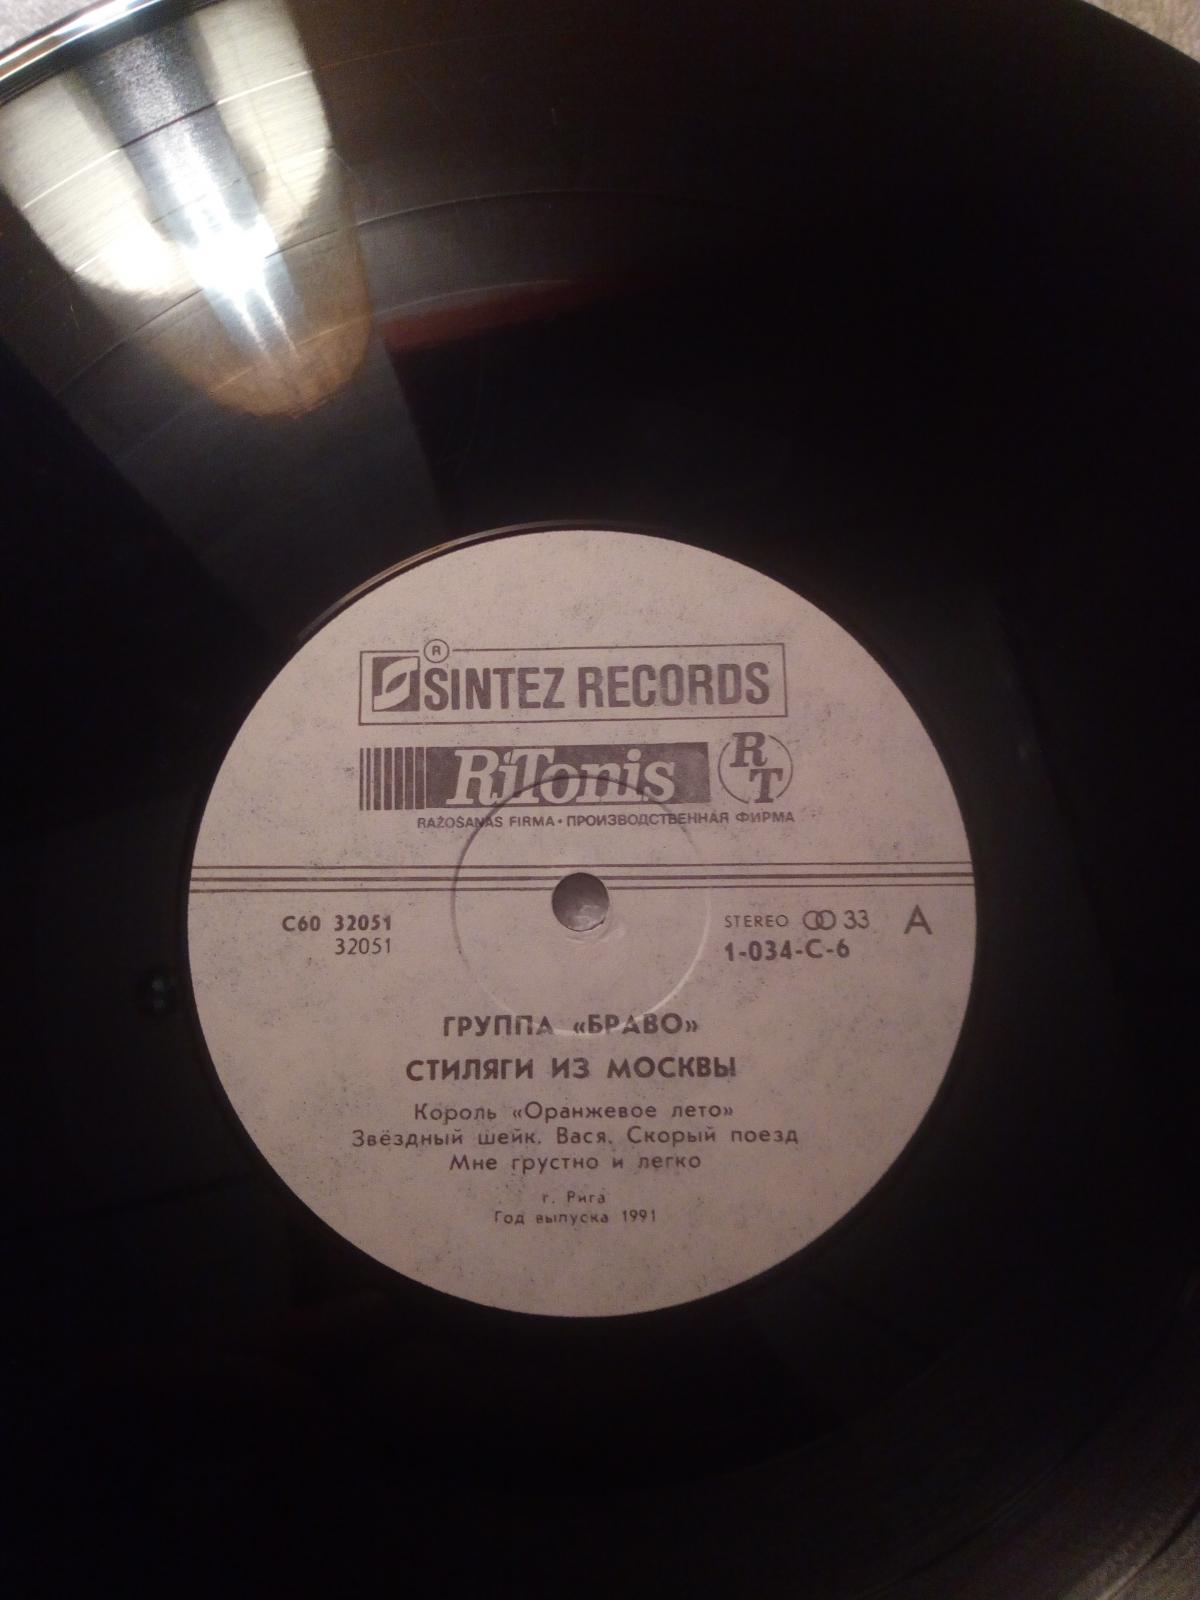 ® SINTEZ RECORDS
RiTonis RT
RAŽOŠANAS FIRMA • ПРОИЗВОДСТВЕННАЯ ФИРМА
С60 32051
32051
STEREO 33 A
1-034-C-6
ГРУППА «БРАВО»
СТИЛЯГИ ИЗ МОСКВЫ
Король «Оранжевое лето»
Звёздный шейк. Вася. Скорый поезд
Мне грустно и легко
г. Рига
Год выпуска 1991